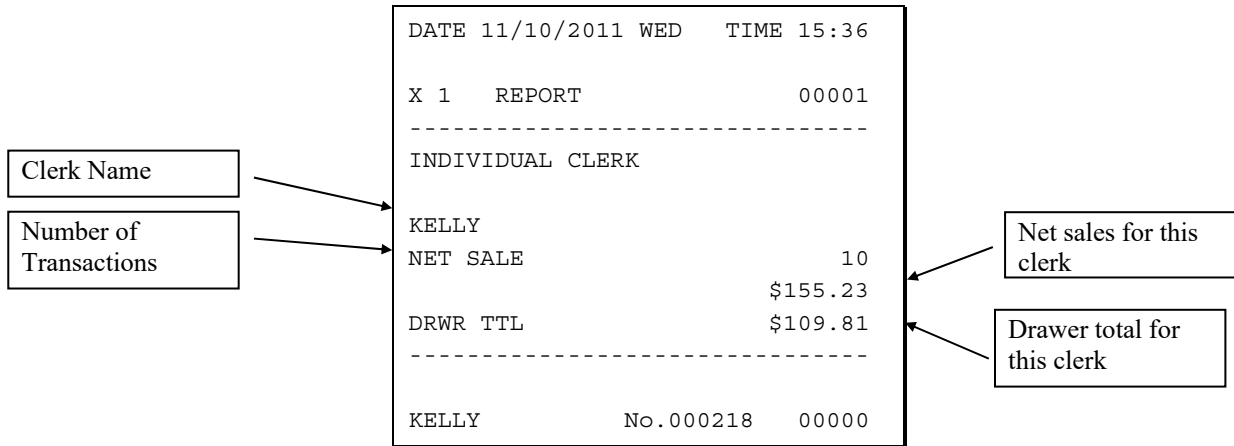 DATE 11/10/2011 WED TIME 15:36
X 1 REPORT 00001
--------------------------------
INDIVIDUAL CLERK
Clerk Name
KELLY
Number of
Transactions
NET SALE 10
$155.23
Net sales for this
clerk
DRWR TTL $109.81
Drawer total for
this clerk
--------------------------------
KELLY No.000218 00000